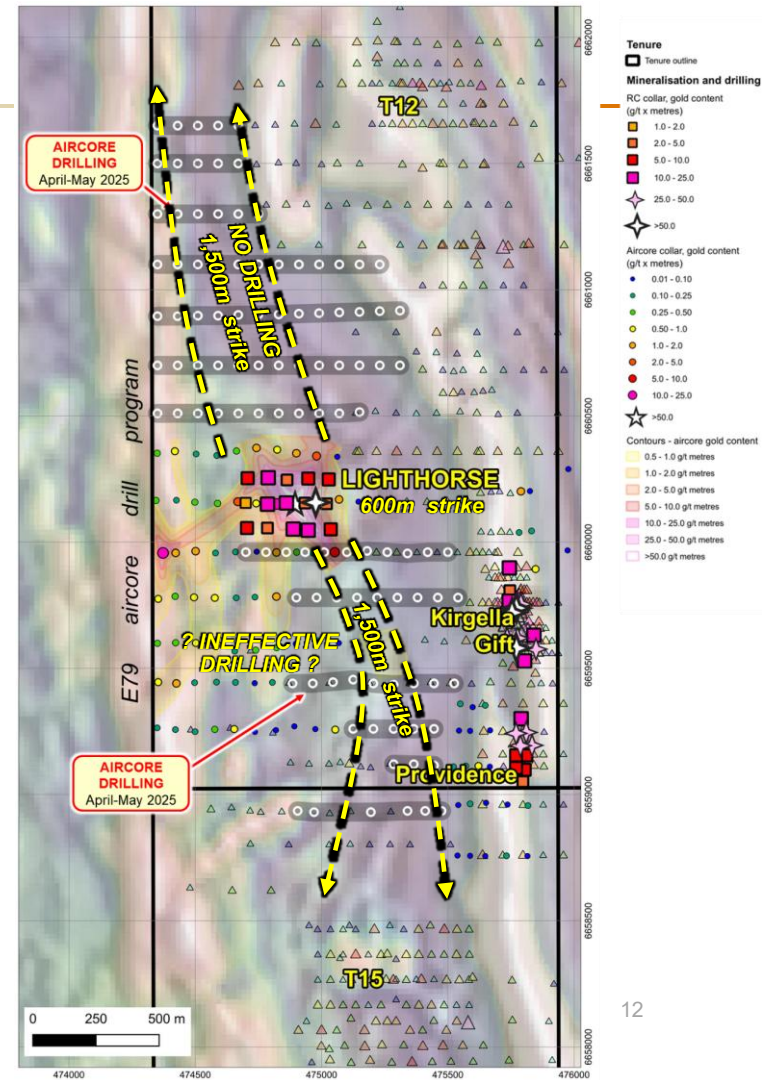 T12
AIRCORE
DRILLING
April-May 2025
NO DRILLING
1,500m strike
E79 aircore drill program
LIGHTHORSE
600m strike
Kirgella
Gift
? INEFFECTIVE
DRILLING ?
1,500m strike
AIRCORE
DRILLING
April-May 2025
Providence
T15
0 250 500 m
474000 474500 475000 475500 476000
6662000
6661500
6661000
6660500
6660000
6659500
6659000
6658500
6658000
Tenure
Tenure outline
Mineralisation and drilling
RC collar, gold content
(g/t x metres)
1.0 - 2.0
2.0 - 5.0
5.0 - 10.0
10.0 - 25.0
25.0 - 50.0
>50.0
Aircore collar, gold content
(g/t x metres)
0.01 - 0.10
0.10 - 0.25
0.25 - 0.50
0.50 - 1.0
1.0 - 2.0
2.0 - 5.0
5.0 - 10.0
10.0 - 25.0
>50.0
Contours - aircore gold content
0.5 - 1.0 g/t metres
1.0 - 2.0 g/t metres
2.0 - 5.0 g/t metres
5.0 - 10.0 g/t metres
10.0 - 25.0 g/t metres
25.0 - 50.0 g/t metres
>50.0 g/t metres
12